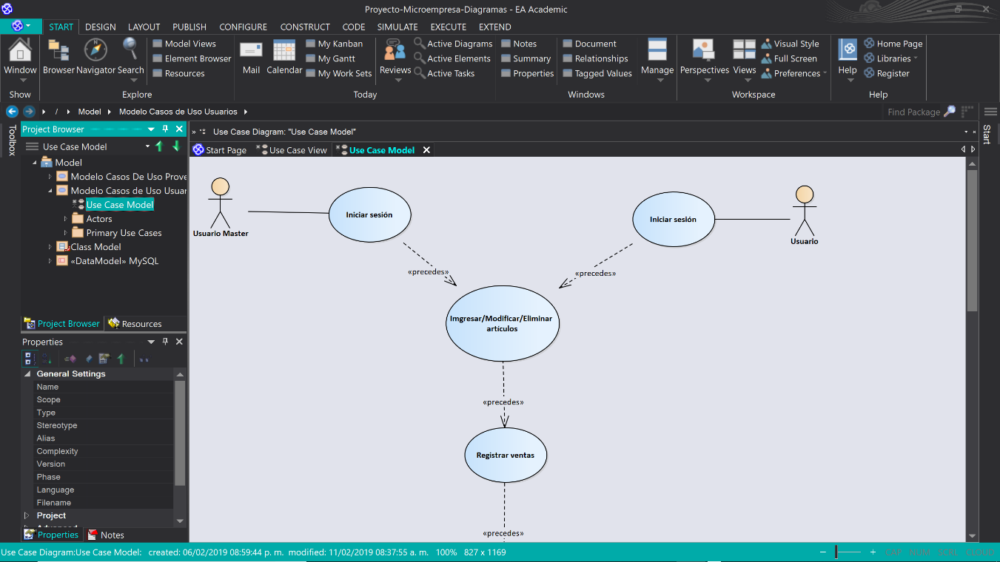 Proyecto-Microempresa-Diagramas - EA Academic
START DESIGN LAYOUT PUBLISH CONFIGURE CONSTRUCT CODE SIMULATE EXECUTE EXTEND
Window
Show
Browser Navigator Search
Model Views
Element Browser
Resources
Explore
Mail Calendar
My Kanban
My Gantt
My Work Sets
Reviews
Active Diagrams
Active Elements
Active Tasks
Today
Notes
Summary
Properties
Document
Relationships
Tagged Values
Windows
Manage
Perspectives Views
Visual Style
Full Screen
Preferences
Workspace
Help
Home Page
Libraries
Register
Help
/ Model Modelo Casos de Uso Usuarios
Find Package
Toolbox
Project Browser
Use Case Model
Model
Modelo Casos De Uso Prove
Modelo Casos de Uso Usuar
Use Case Model
Actors
Primary Use Cases
Class Model
«DataModel» MySQL
Project Browser Resources
Properties
General Settings
Name
Scope
Type
Stereotype
Alias
Complexity
Version
Phase
Language
Filename
Project
Advanced
Properties Notes
» Use Case Diagram: "Use Case Model"
Start Page Use Case View Use Case Model
Start
Usuario Master
Iniciar sesión
Iniciar sesión
Usuario
«precedes»
«precedes»
Imgresar/Modificar/Eliminar
artículos
«precedes»
Registrar ventas
«precedes»
Use Case Diagram:Use Case Model: created: 06/02/2019 08:59:44 p. m. modified: 11/02/2019 08:37:55 a. m. 100% 827 x 1169
CAP NUM SCRL CLOUD